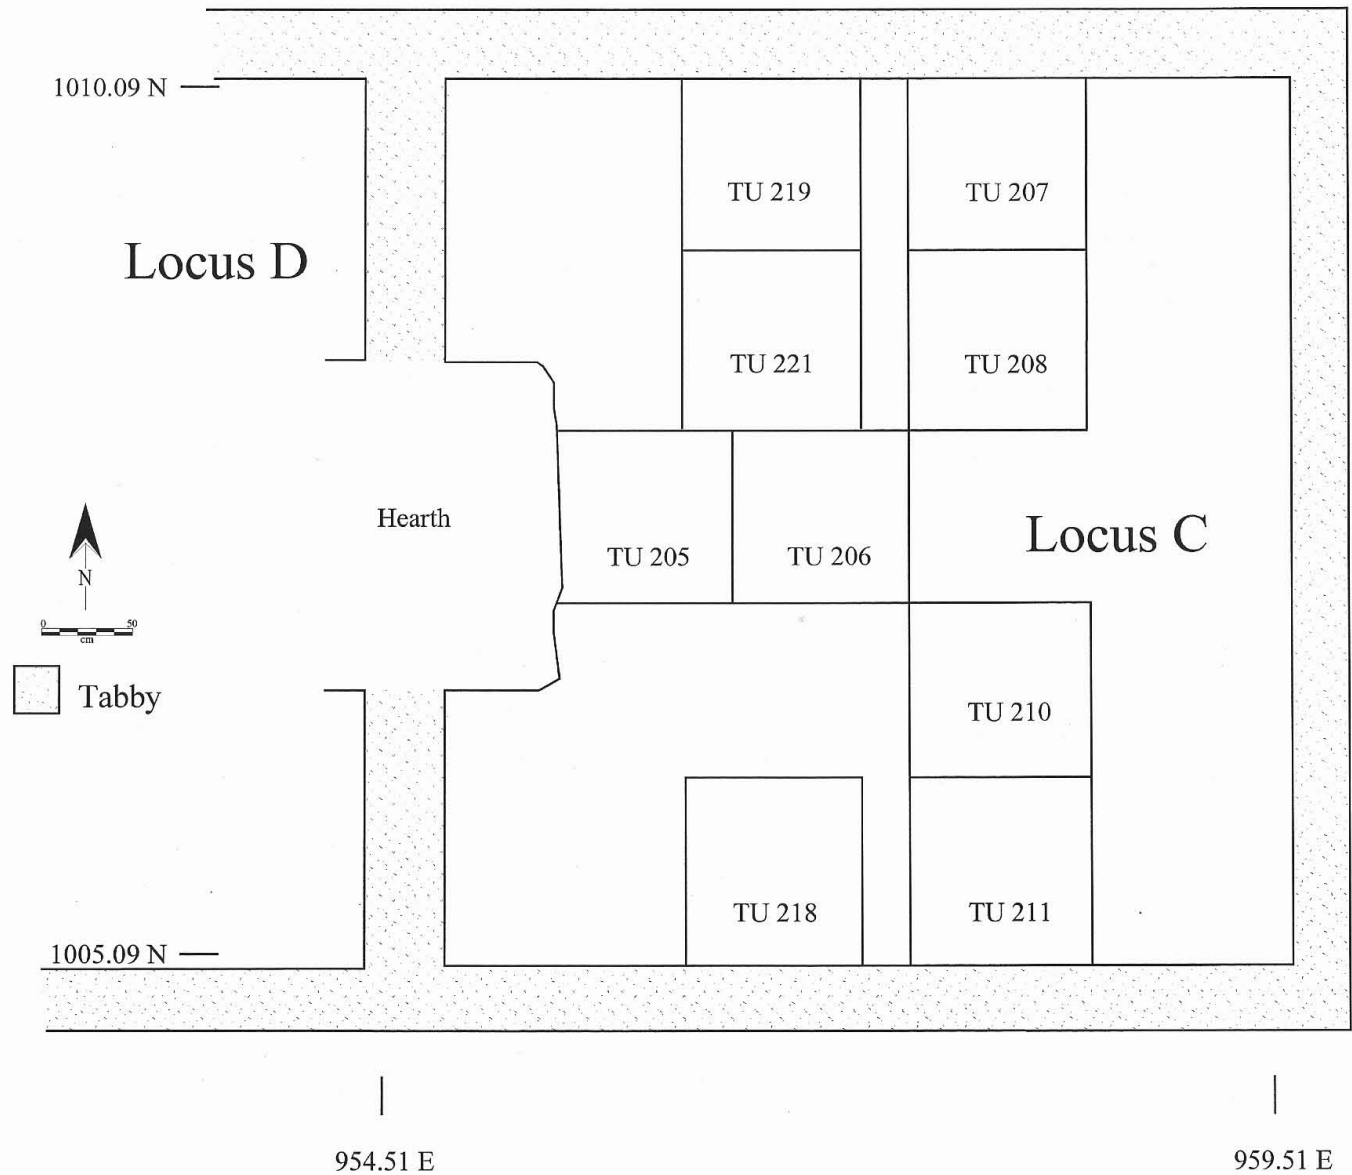 1010.09 N
TU 219
TU 207
Locus D
TU 221
TU 208
Hearth
Locus C
TU 205
TU 206
N
0 50
cm
Tabby
TU 210
TU 218
TU 211
1005.09 N
954.51 E
959.51 E